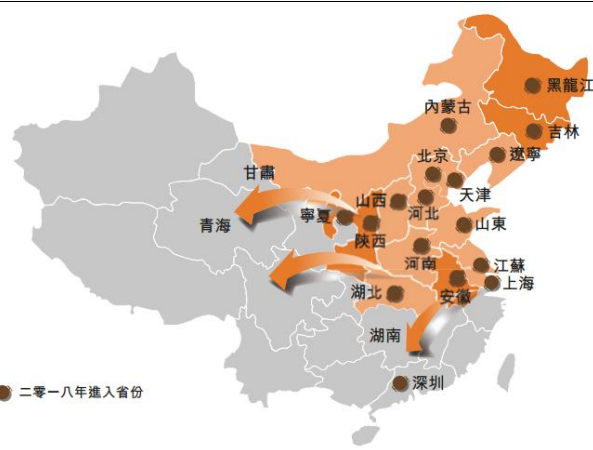 黑龍江
內蒙古
吉林
北京
遼寧
甘肅
天津
山西
河北
寧夏
青海
山東
陝西
河南
江蘇
上海
湖北
安徽
湖南
深圳
二零一八年進入省份